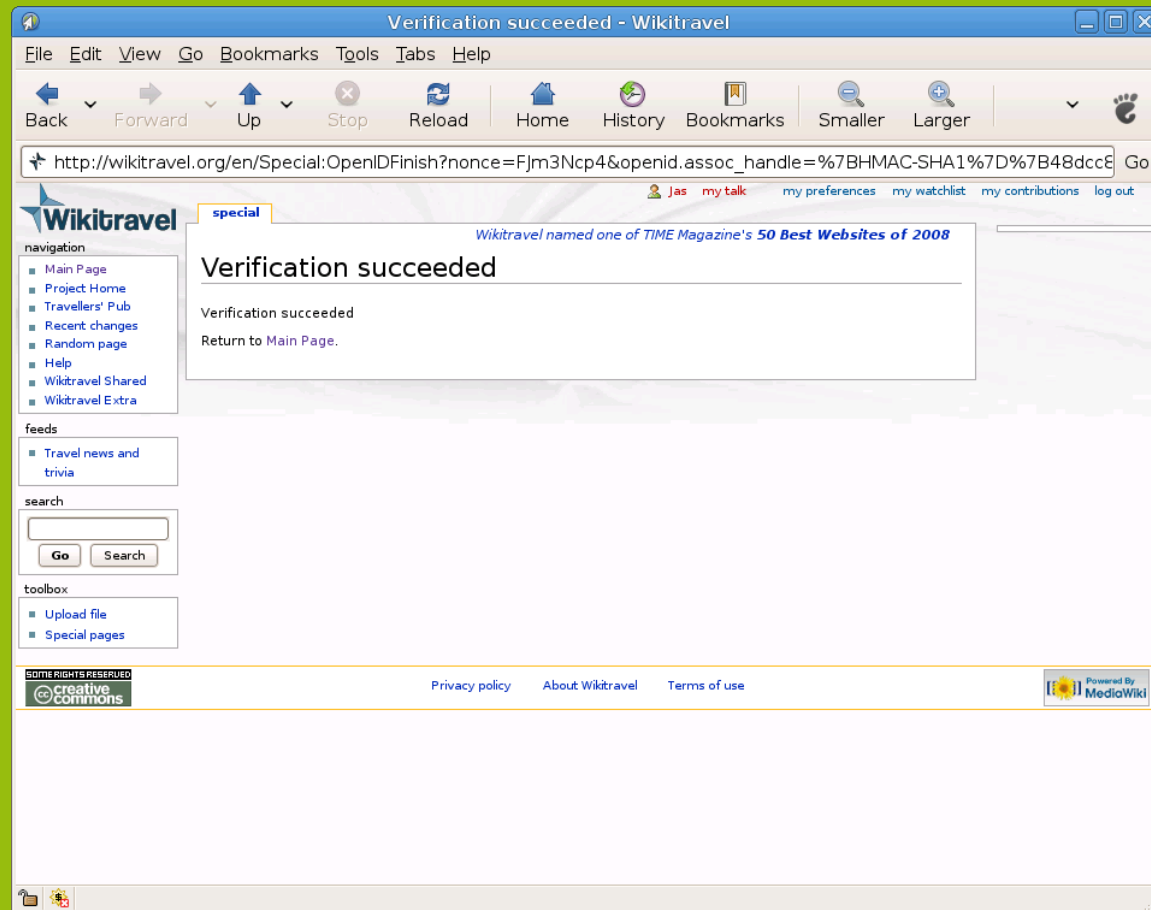 Verification succeeded - Wikitravel
File Edit View Go Bookmarks Tools Tabs Help
Back Forward Up Stop Reload Home History Bookmarks Smaller Larger
http://wikitravel.org/en/Special:OpenIDFinish?nonce=FJm3Ncp4&openid.assoc_handle=%7BHMAC-SHA1%7D%7B48dcc8 Go
Jas my talk my preferences my watchlist my contributions log out
Wikitravel
special
Wikitravel named one of TIME Magazine's 50 Best Websites of 2008
Verification succeeded
Verification succeeded
Return to Main Page.
navigation
Main Page
Project Home
Travellers' Pub
Recent changes
Random page
Help
Wikitravel Shared
Wikitravel Extra
feeds
Travel news and
trivia
search
Go Search
toolbox
Upload file
Special pages
SOME RIGHTS RESERVED
cc creative
commons
Privacy policy About Wikitravel Terms of use
Powered By
MediaWiki